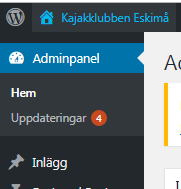 Kajakklubben Eskimå
Adminpanel
Hem
Uppdateringar 4
Inlägg